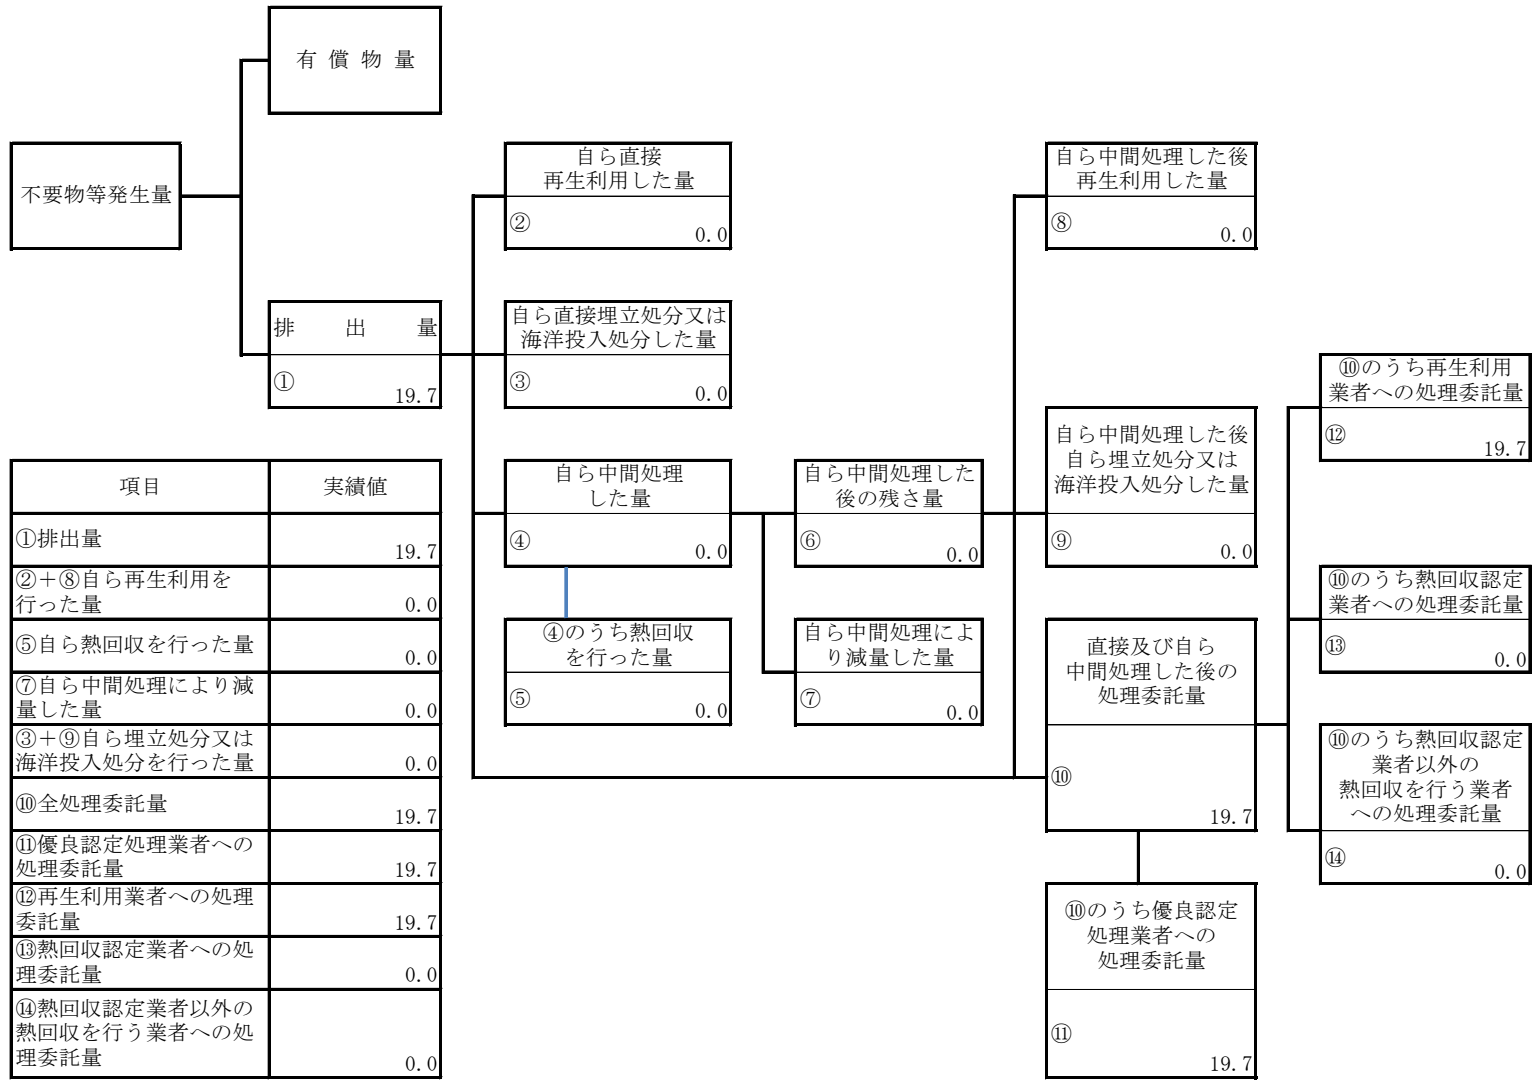 有 償 物 量
不要物等発生量
自ら直接
再生利用した量
②
0.0
自ら中間処理した後
再生利用した量
⑧
0.0
排 出 量
①
19.7
自ら直接埋立処分又は
海洋投入処分した量
③
0.0
⑩のうち再生利用
業者への処理委託量
⑫
19.7
自ら中間処理
した量
④
0.0
自ら中間処理した
後の残さ量
⑥
0.0
自ら中間処理した後
自ら埋立処分又は
海洋投入処分した量
⑨
0.0
⑩のうち熱回収認定
業者への処理委託量
⑬
0.0
④のうち熱回収
を行った量
⑤
0.0
自ら中間処理によ
り減量した量
⑦
0.0
直接及び自ら
中間処理した後の
処理委託量
⑩
19.7
⑩のうち熱回収認定
業者以外の
熱回収を行う業者
への処理委託量
⑭
0.0
⑩のうち優良認定
処理業者への
処理委託量
⑪
19.7
項目 実績値
①排出量
19.7
②+⑧自ら再生利用を
行った量
0.0
⑤自ら熱回収を行った量
0.0
⑦自ら中間処理により減
量した量
0.0
③+⑨自ら埋立処分又は
海洋投入処分を行った量
0.0
⑩全処理委託量
19.7
⑪優良認定処理業者への
処理委託量
19.7
⑫再生利用業者への処理
委託量
19.7
⑬熱回収認定業者への処
理委託量
0.0
⑭熱回収認定業者以外の
熱回収を行う業者への処
理委託量
0.0